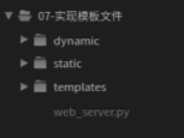 07-实现模板文件
dynamic
static
templates
web_server.py